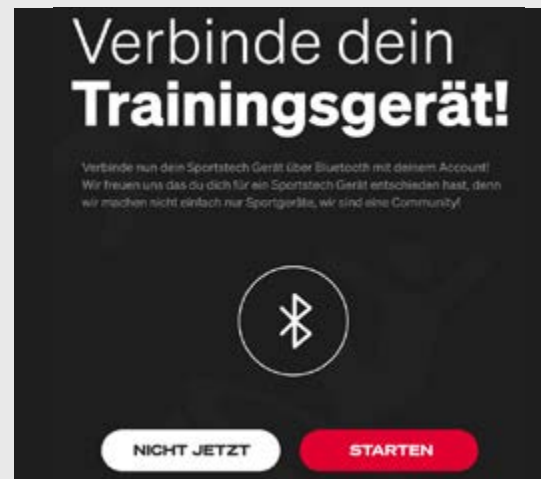 Verbinde dein
Trainingsgerät!
Verbinde nun dein Sportstech Gerät über Bluetooth mit deinem Account!
Wir freuen uns das du dich für ein Sportstech Gerät entschieden hast, denn
wir machen nicht einfach nur Sportgeräte, wir sind eine Community!
NICHT JETZT
STARTEN